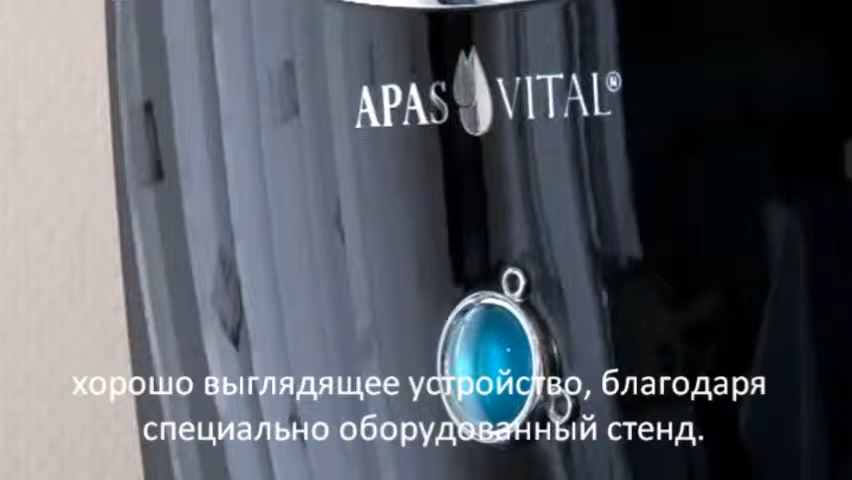 APAS VITAL®
хорошо выглядящее устройство, благодаря
специально оборудованный стенд.